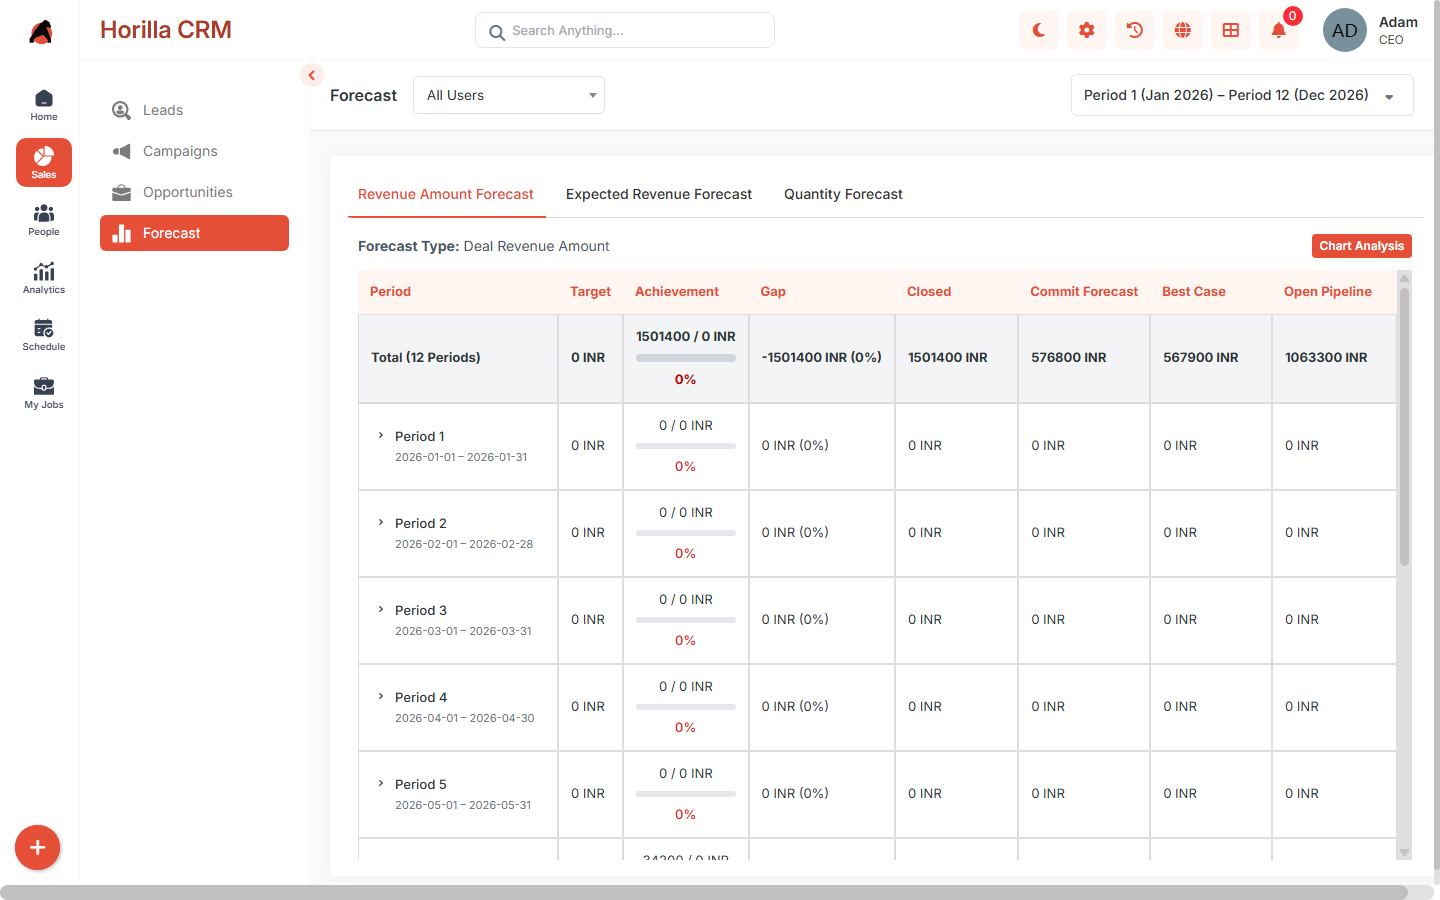 Horilla CRM
Search Anything...
0
AD
Adam
CEO
Home
Sales
People
Analytics
Schedule
My Jobs
Leads
Campaigns
Opportunities
Forecast
Forecast
All Users
Period 1 (Jan 2026) – Period 12 (Dec 2026)
Revenue Amount Forecast
Expected Revenue Forecast
Quantity Forecast
Forecast Type: Deal Revenue Amount
Chart Analysis
Period Target Achievement Gap Closed Commit Forecast Best Case Open Pipeline
1501400 / 0 INR
Total (12 Periods) 0 INR -1501400 INR (0%) 1501400 INR 576800 INR 567900 INR 1063300 INR
0%
0 / 0 INR
Period 1
0 INR 0 INR (0%) 0 INR 0 INR 0 INR 0 INR
2026-01-01 – 2026-01-31
0%
0 / 0 INR
Period 2
0 INR 0 INR (0%) 0 INR 0 INR 0 INR 0 INR
2026-02-01 – 2026-02-28
0%
0 / 0 INR
Period 3
0 INR 0 INR (0%) 0 INR 0 INR 0 INR 0 INR
2026-03-01 – 2026-03-31
0%
0 / 0 INR
Period 4
0 INR 0 INR (0%) 0 INR 0 INR 0 INR 0 INR
2026-04-01 – 2026-04-30
0%
0 / 0 INR
Period 5
0 INR 0 INR (0%) 0 INR 0 INR 0 INR 0 INR
2026-05-01 – 2026-05-31
0%
34200 / 0 INR